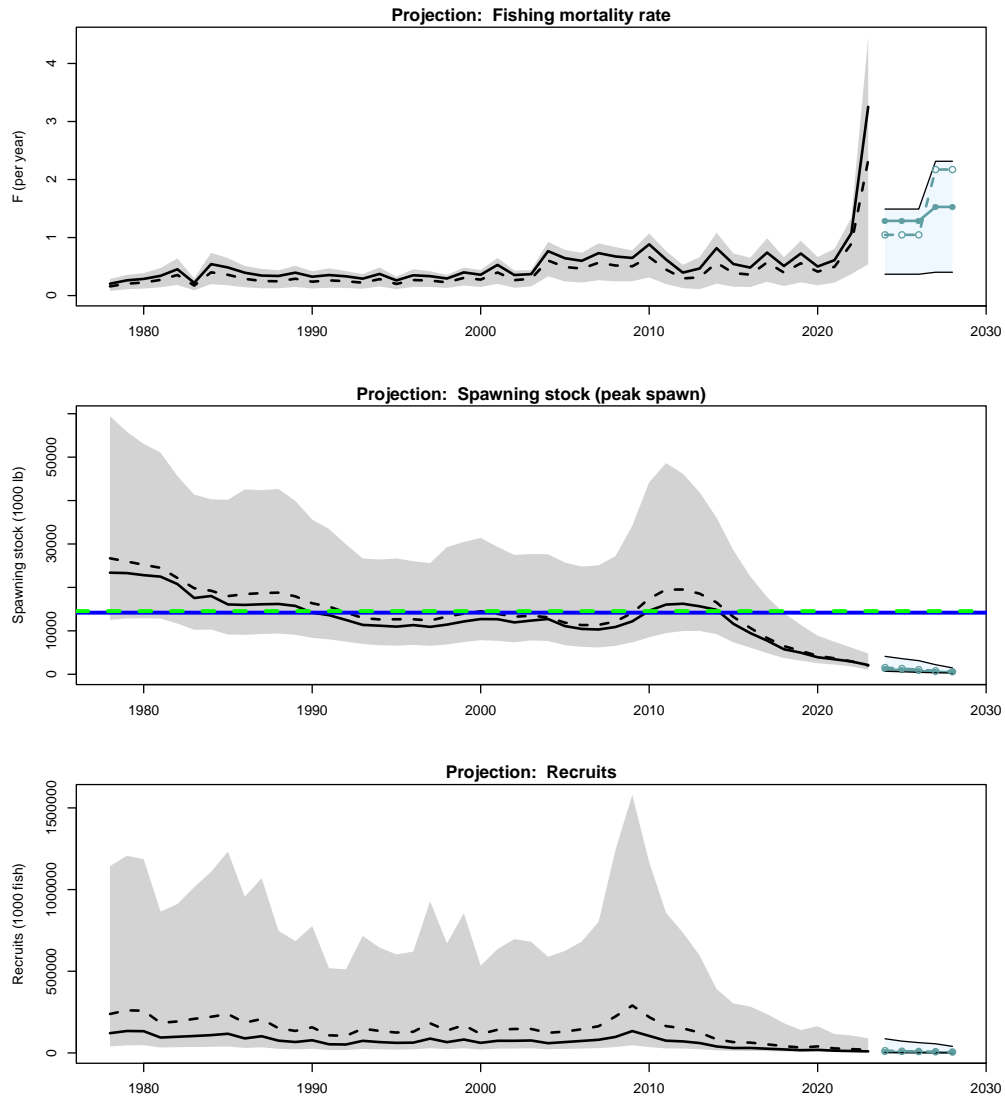 Projection: Fishing mortality rate
F (per year)
4
3
2
1
0
1980 1990 2000 2010 2020 2030
Projection: Spawning stock (peak spawn)
Spawning stock (1000 lb)
50000
30000
10000
0
1980 1990 2000 2010 2020 2030
Projection: Recruits
Recruits (1000 fish)
1500000
1000000
500000
0
1980 1990 2000 2010 2020 2030